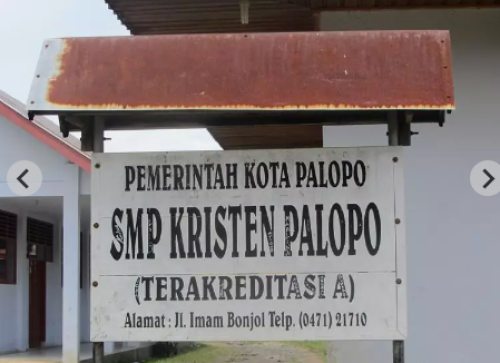 PEMERINTAH KOTA PALOPO
SMP KRISTEN PALOPO
(TERAKREDITASI A)
Alamat : Jl. Imam Bonjol Telp. (0471) 21710